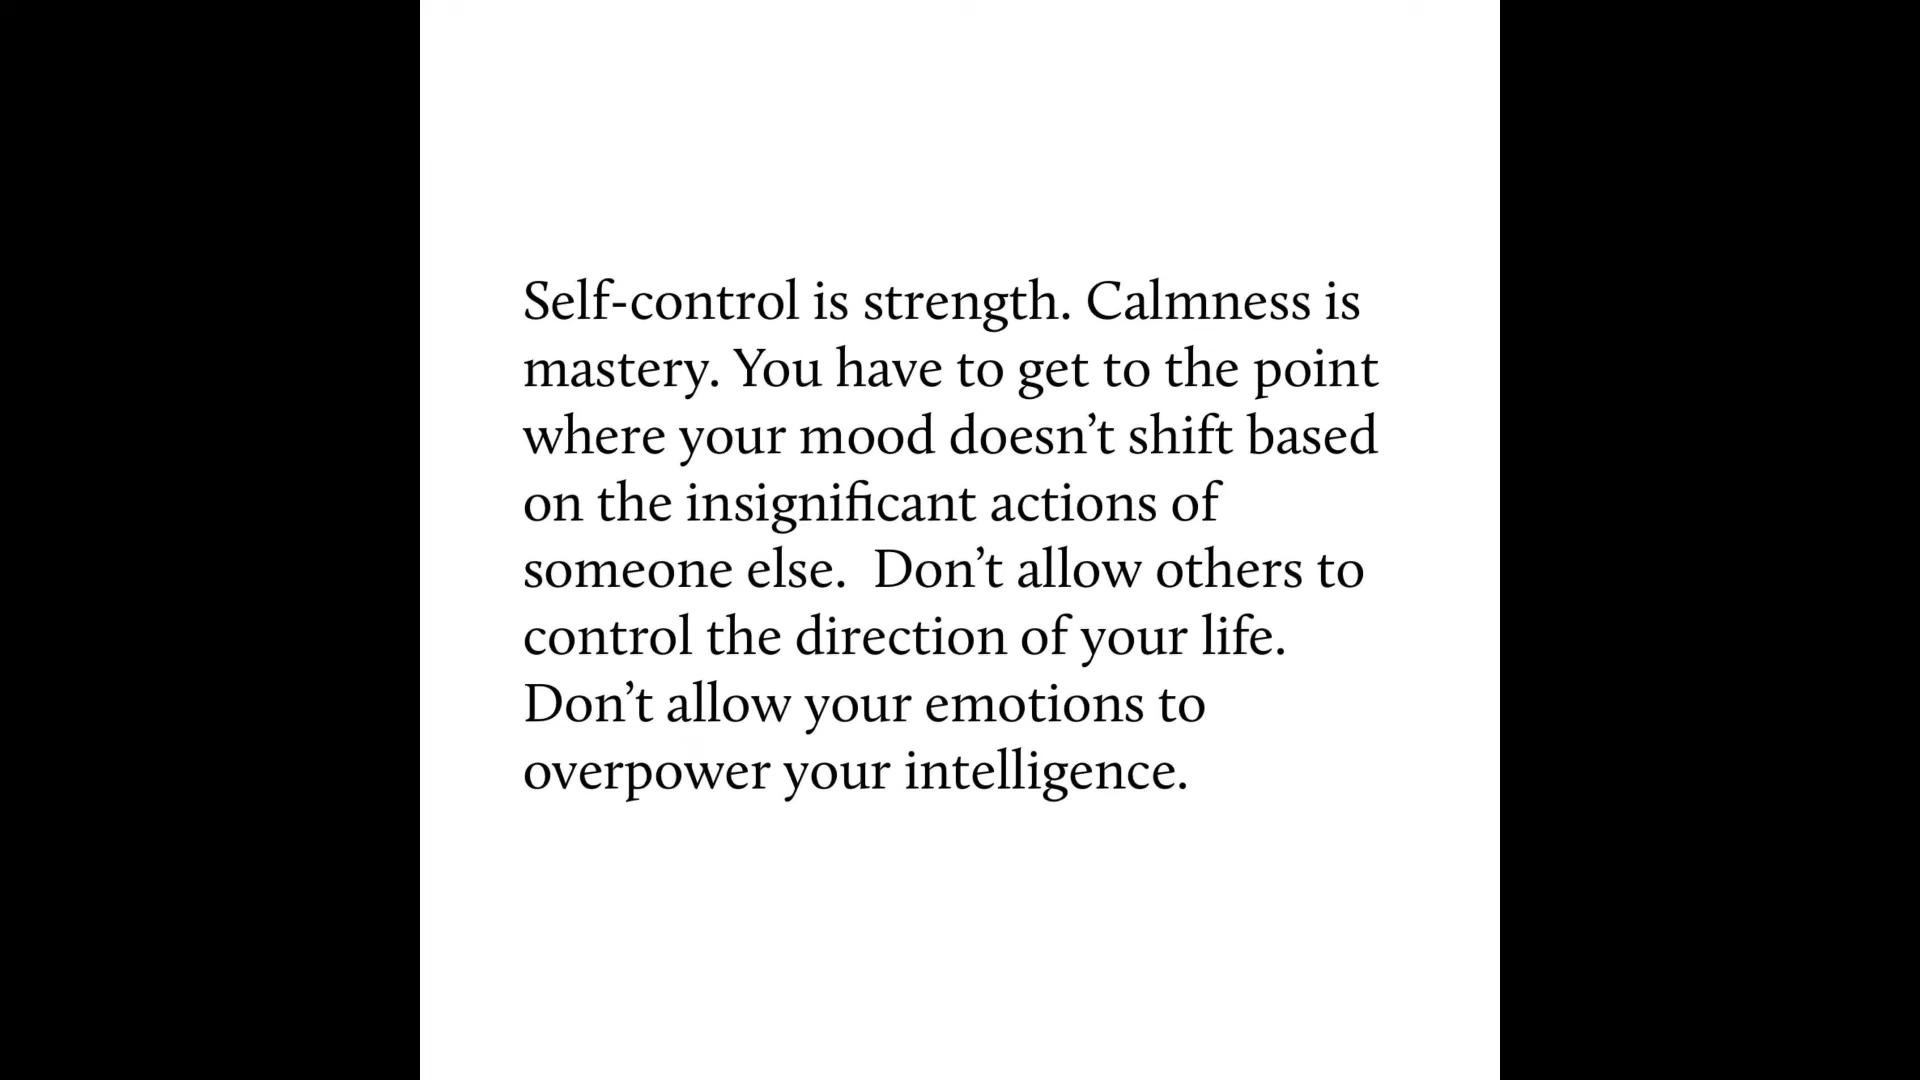 Self-control is strength. Calmness is
mastery. You have to get to the point
where your mood doesn’t shift based
on the insignificant actions of
someone else.  Don’t allow others to
control the direction of your life.
Don’t allow your emotions to
overpower your intelligence.